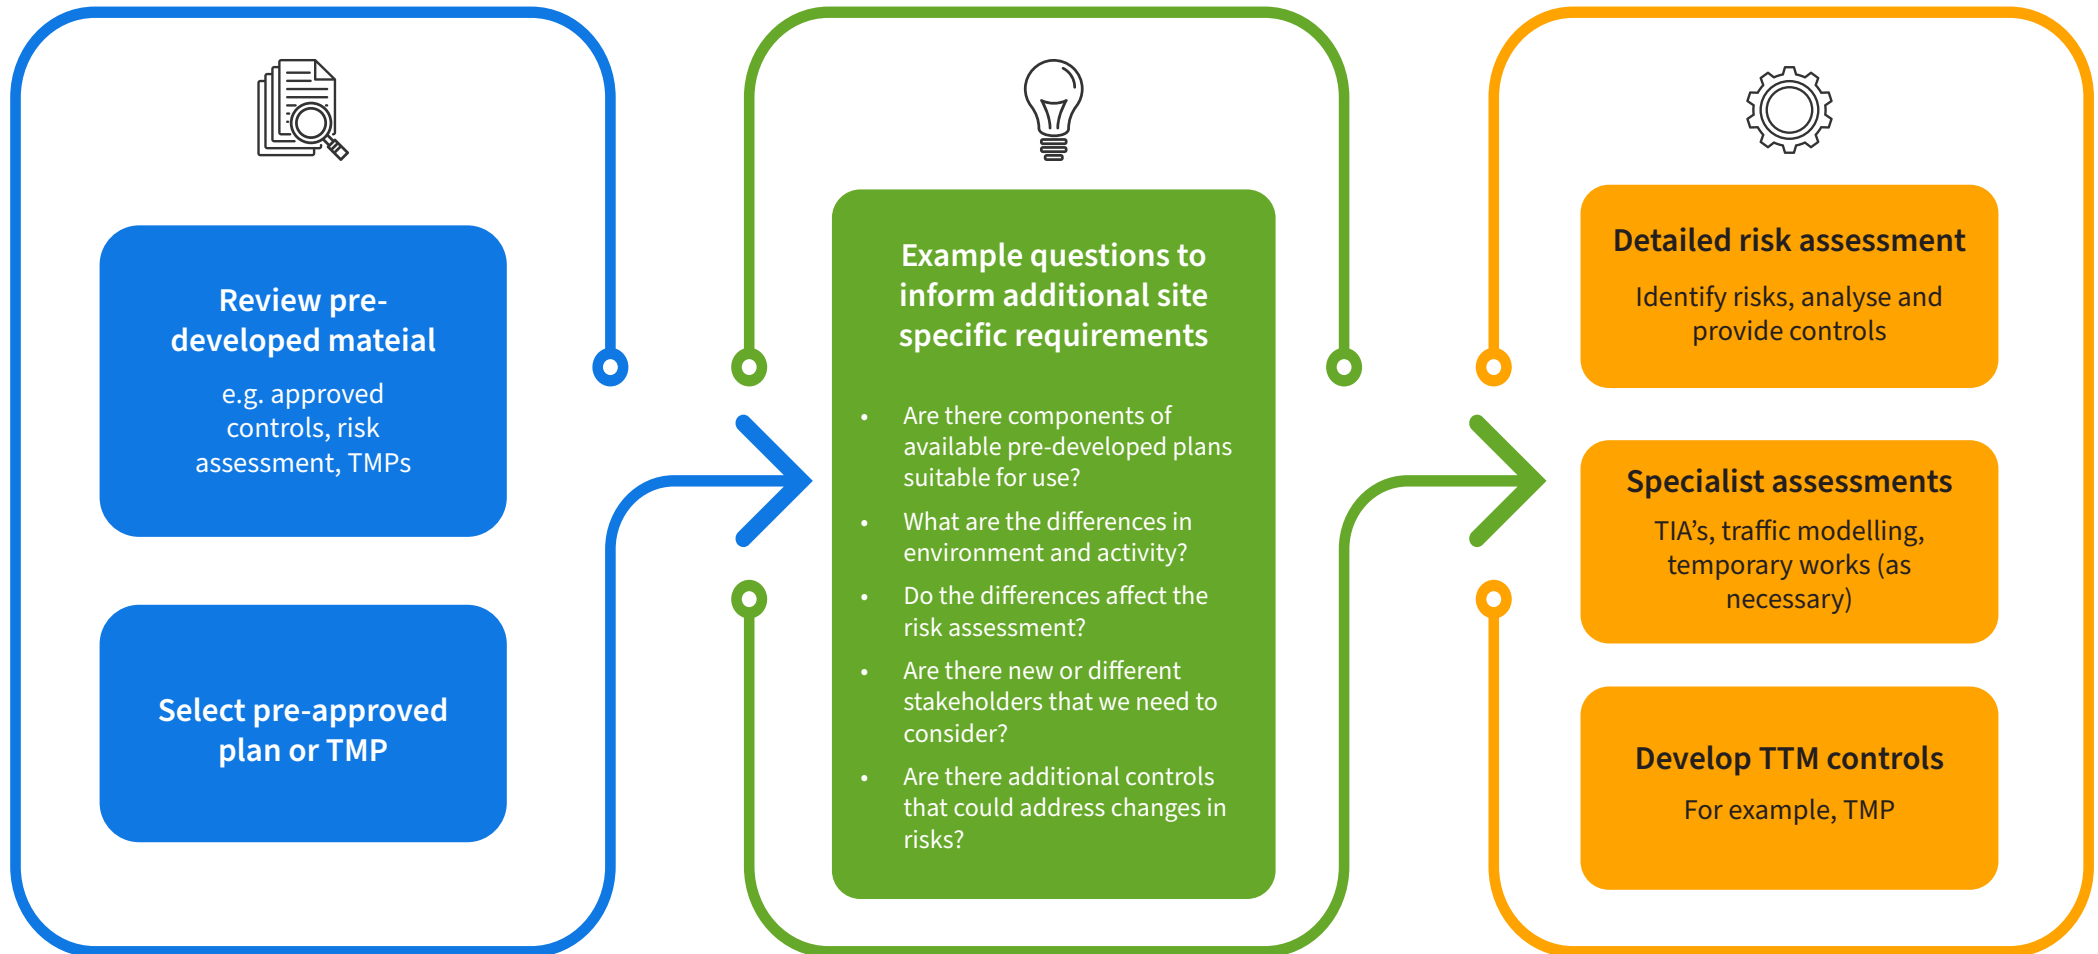 Review pre-
developed mateial
e.g. approved
controls, risk
assessment, TMPs
Select pre-approved
plan or TMP
Example questions to
inform additional site
specific requirements
• Are there components of
available pre-developed plans
suitable for use?
• What are the differences in
environment and activity?
• Do the differences affect the
risk assessment?
• Are there new or different
stakeholders that we need to
consider?
• Are there additional controls
that could address changes in
risks?
Detailed risk assessment
Identify risks, analyse and
provide controls
Specialist assessments
TIA’s, traffic modelling,
temporary works (as
necessary)
Develop TTM controls
For example, TMP